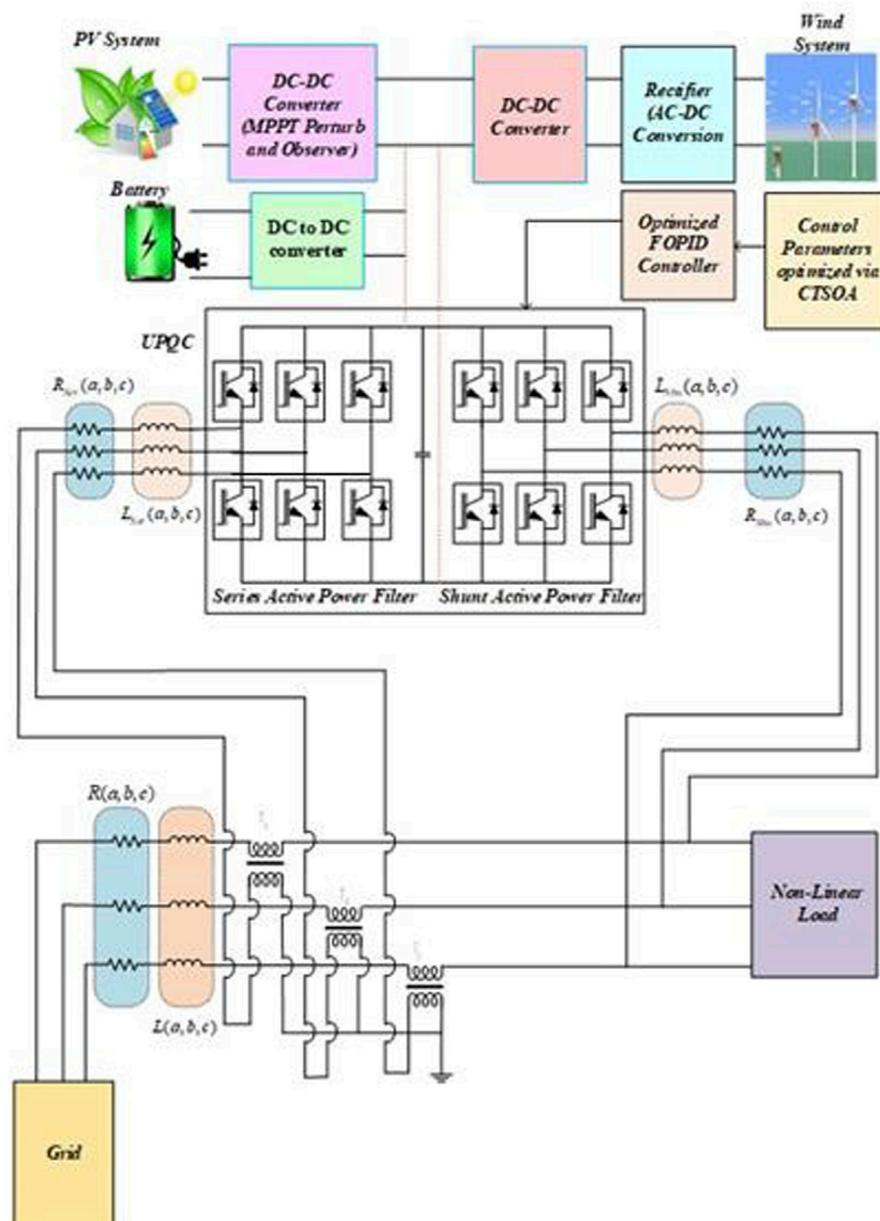 PV System
Wind
System
DC-DC
Converter
(MPPT Perturb
and Observer)
DC-DC
Converter
Rectifier
(AC-DC
Conversion
Battery
DC to DC
converter
Optimized
FOPID
Controller
Control
Parameters
optimized via
CTSOA
UPQC
R (a,b,c)
L (a,b,c)
L (a,b,c)
R (a,b,c)
Series Active Power Filter
Shunt Active Power Filter
R(a,b,c)
Non-Linear
Load
L(a,b,c)
Grid